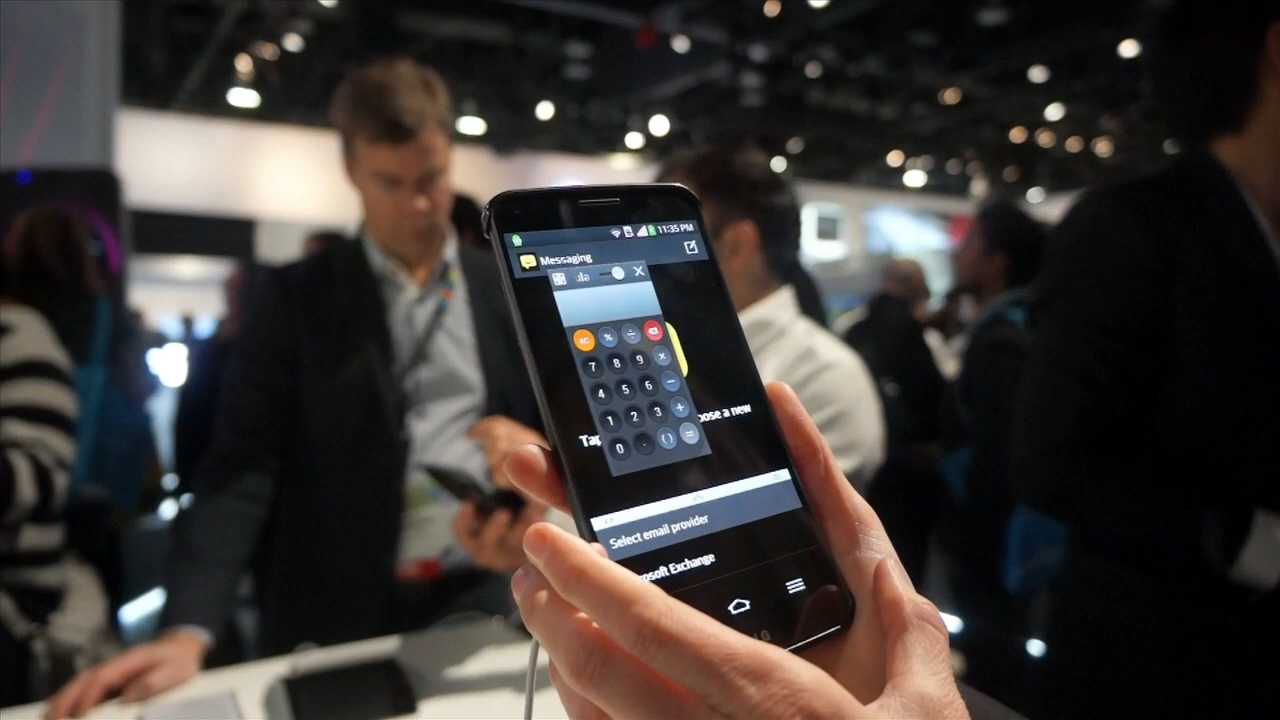 11:35 PM
Messaging
AC % ÷
7 8 9 ×
4 5 6 −
1 2 3 +
0 . () =
Tap
oose a new
Select email provider
osoft Exchange
LG